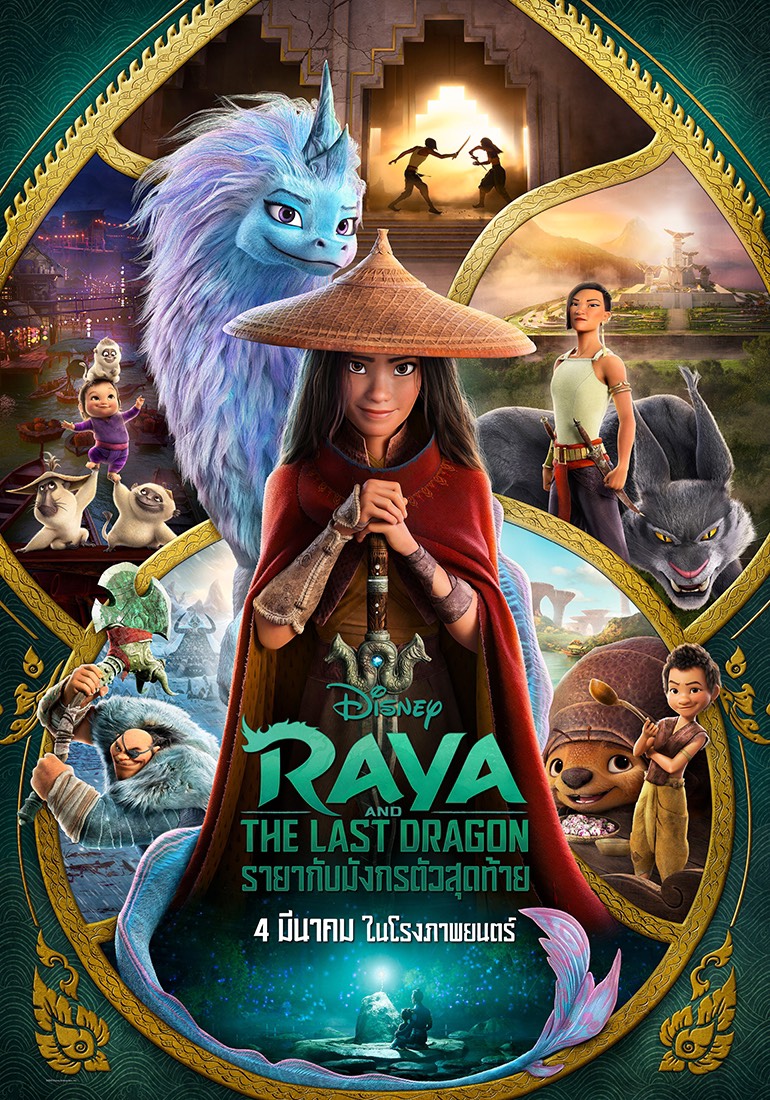 Disney
RAYA
AND
THE LAST DRAGON
รายากับมังกรตัวสุดท้าย
4 มีนาคม ในโรงภาพยนตร์